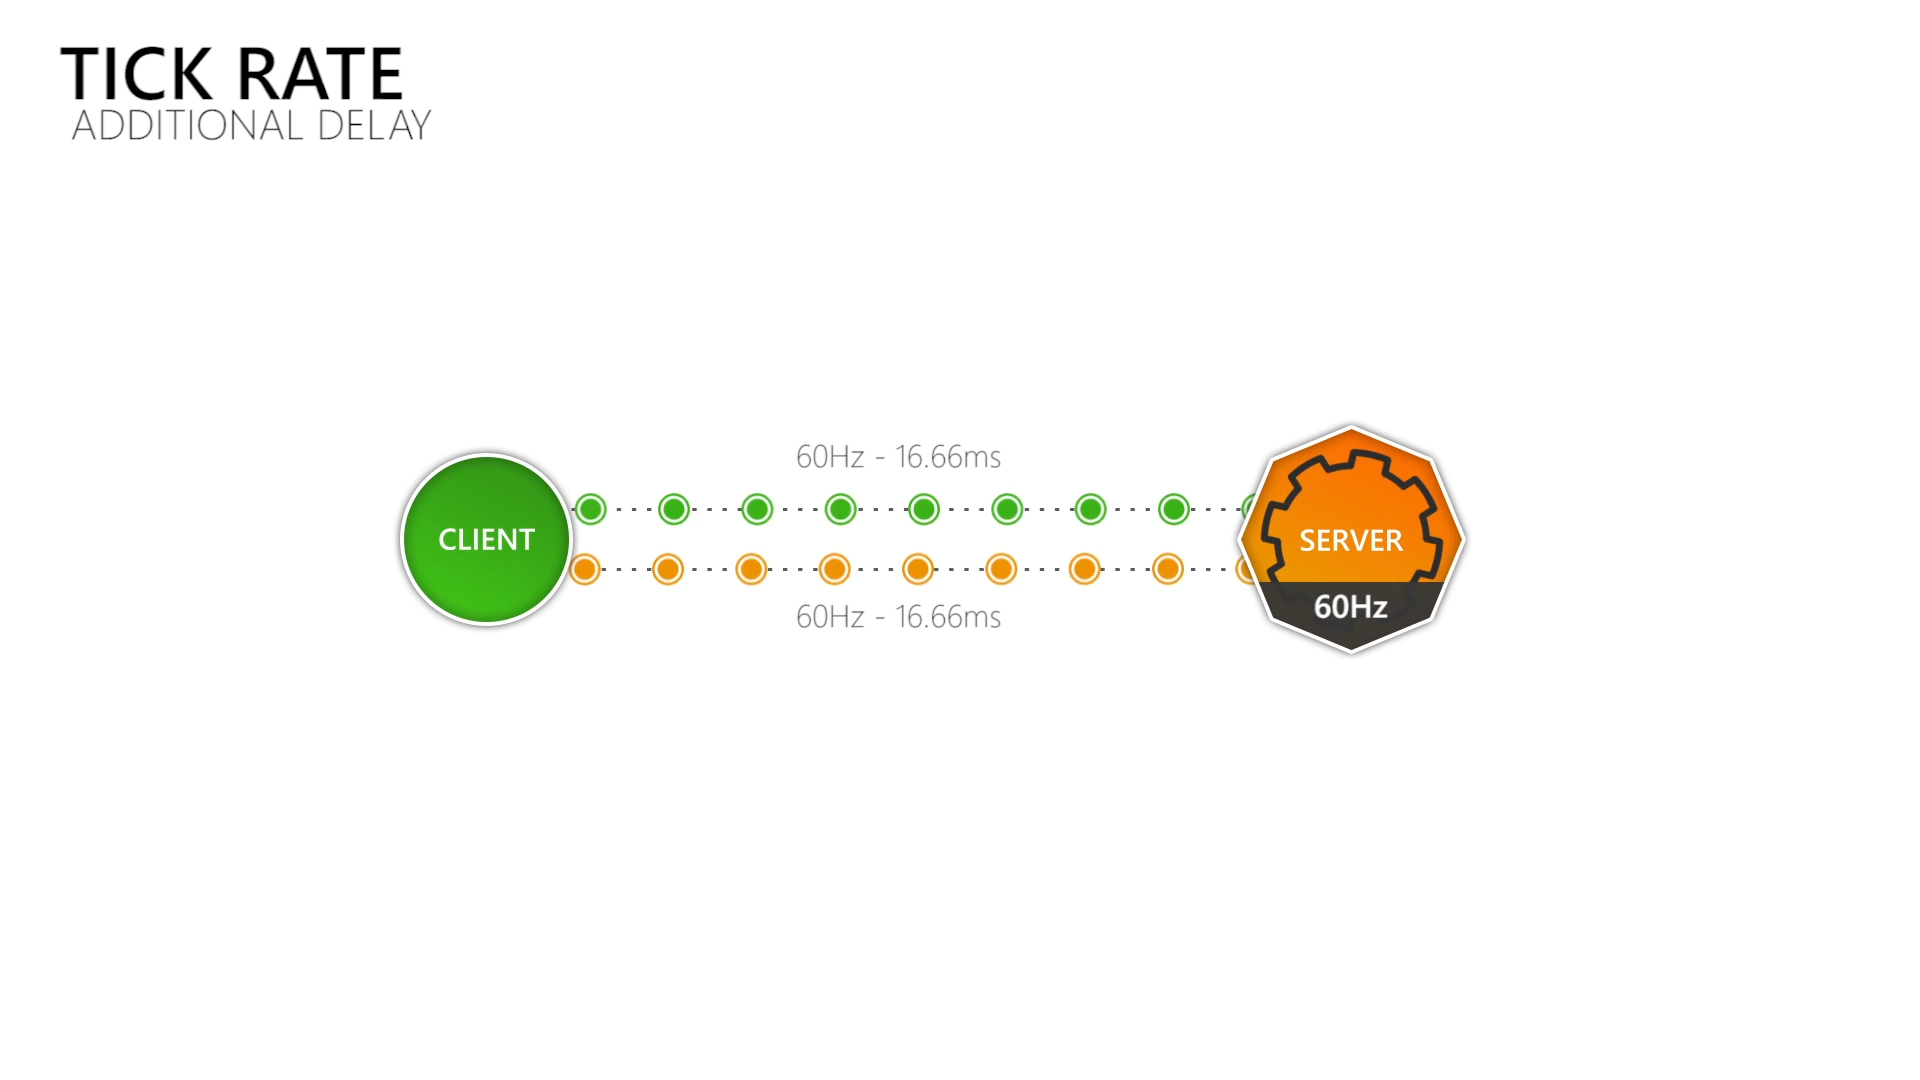 TICK RATE
ADDITIONAL DELAY
60Hz - 16.66ms
CLIENT
SERVER
60Hz
60Hz - 16.66ms